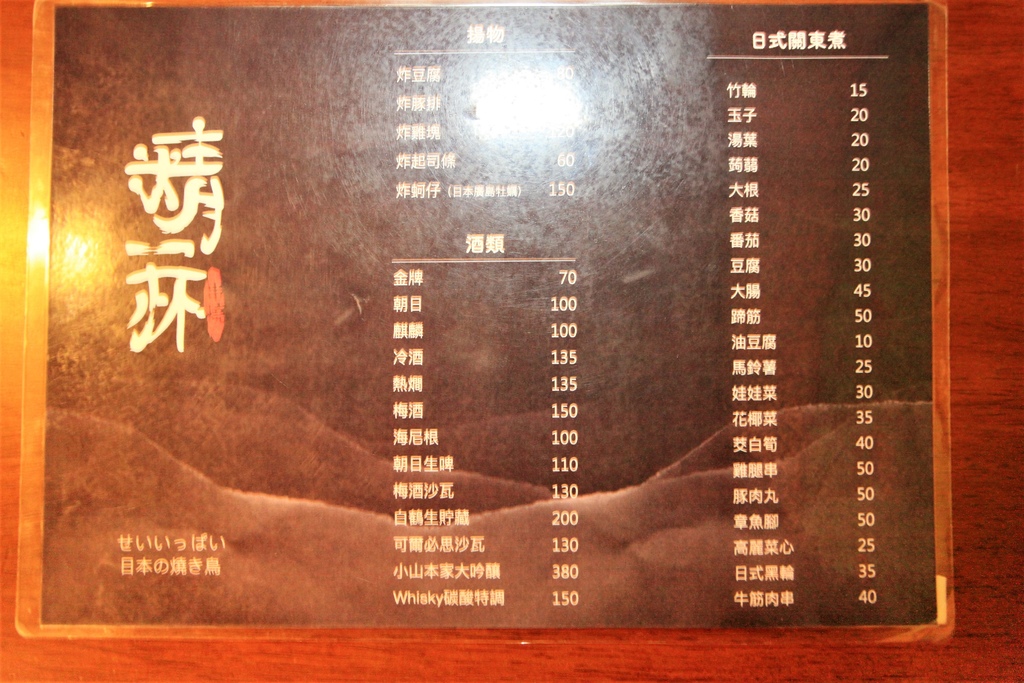 精一杯
せいいっぱい
日本の燒き鳥
揚物
炸豆腐
炸豚排
炸雞塊
炸起司條 60
炸蚵仔 (日本廣島牡蠣) 150
酒類
金牌 70
朝日 100
麒麟 100
冷酒 135
熱燗 135
梅酒 150
海尼根 100
朝日生啤 110
梅酒沙瓦 130
白鶴生貯藏 200
可爾必思沙瓦 130
小山本家大吟釀 380
Whisky碳酸特調 150
日式關東煮
竹輪 15
玉子 20
湯葉 20
蒟蒻 20
大根 25
香菇 30
番茄 30
豆腐 30
大腸 45
蹄筋 50
油豆腐 10
馬鈴薯 25
娃娃菜 30
花椰菜 35
茭白筍 40
雞腿串 50
豚肉丸 50
章魚腳 50
高麗菜心 25
日式黑輪 35
牛筋肉串 40